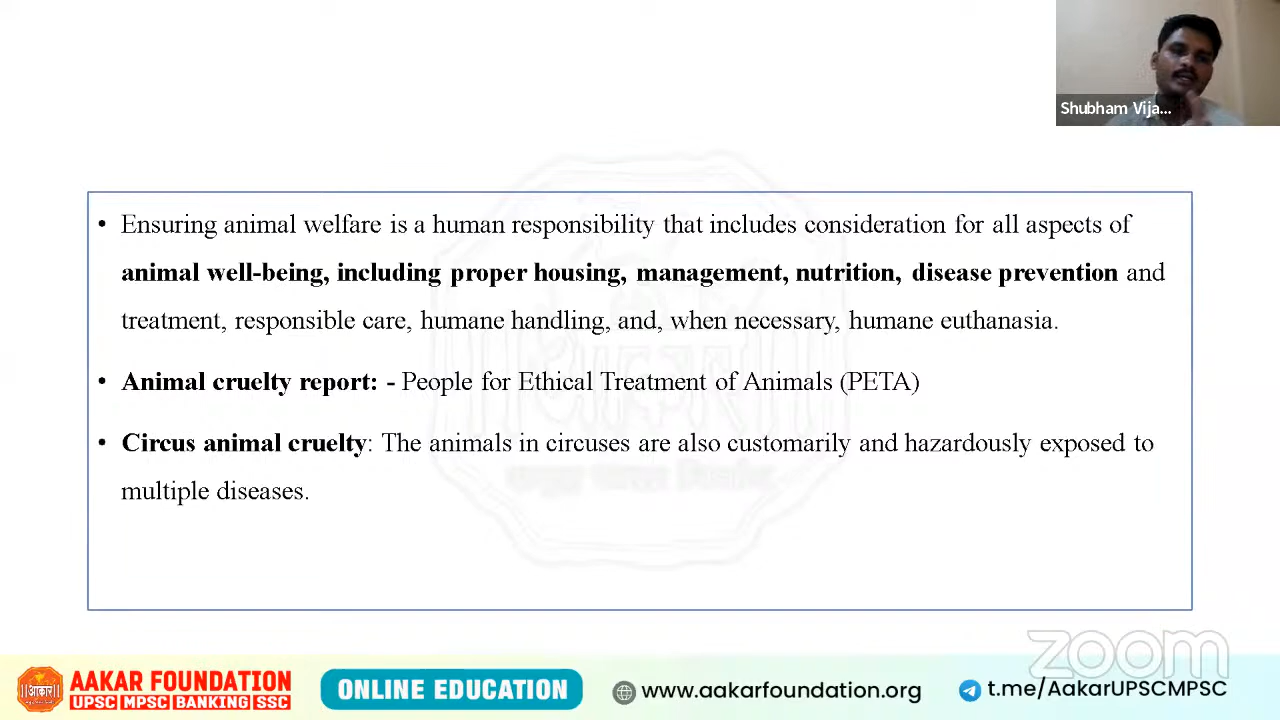 Shubham Vija...
• Ensuring animal welfare is a human responsibility that includes consideration for all aspects of
animal well-being, including proper housing, management, nutrition, disease prevention and
treatment, responsible care, humane handling, and, when necessary, humane euthanasia.
• Animal cruelty report: - People for Ethical Treatment of Animals (PETA)
• Circus animal cruelty: The animals in circuses are also customarily and hazardously exposed to
multiple diseases.
zoom
॥आकार॥
AAKAR FOUNDATION
UPSC MPSC BANKING SSC
ONLINE EDUCATION
www.aakarfoundation.org
t.me/AakarUPSCMPSC